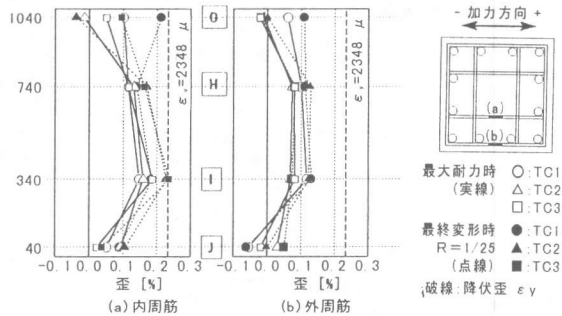 1040
740
340
40
-0.1
0.0
0.1
0.2
0.3
歪 [%]
(a) 内周筋
εy=2348 μ
G
H
I
J
-0.1
0.0
0.1
0.2
0.3
歪 [%]
(b) 外周筋
εy=2348 μ
- 加力方向 +
(a)
(b)
最大耐力時 ○:TC1
(実線) △:TC2
□:TC3
最終変形時 ●:TC1
R=1/25 ▲:TC2
(点線) ■:TC3
破線:降伏歪 εy